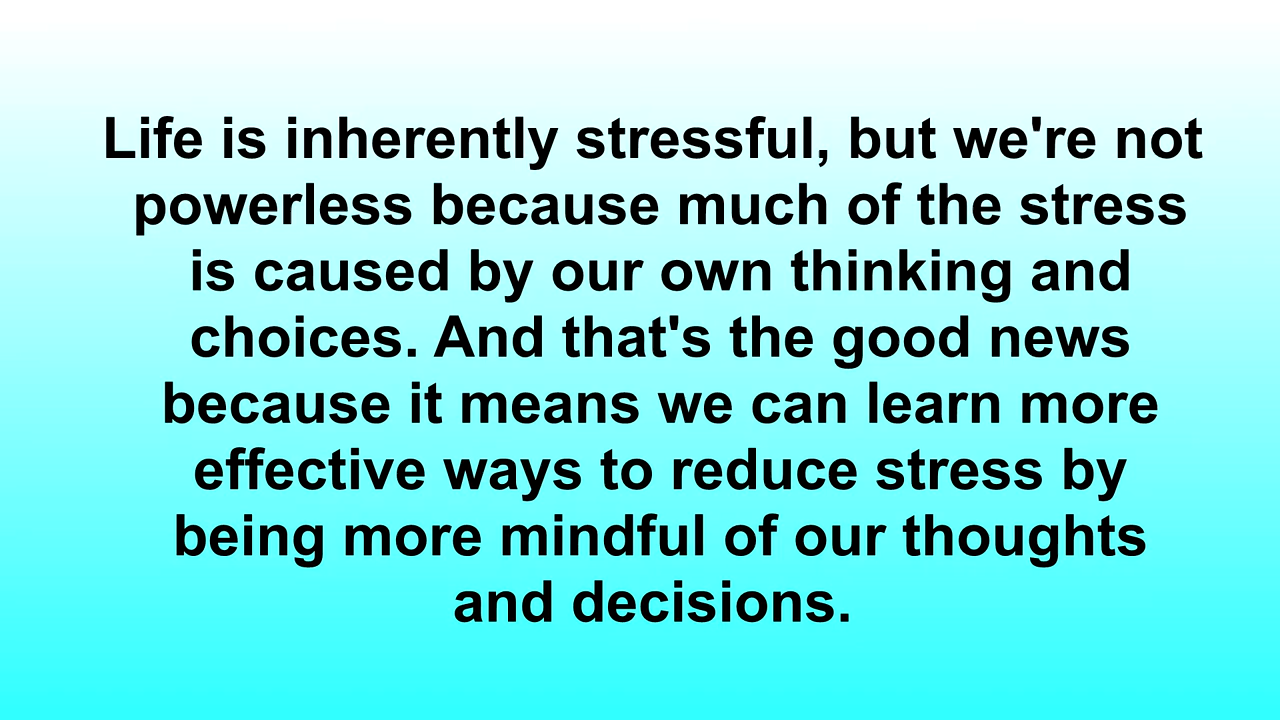 Life is inherently stressful, but we're not
powerless because much of the stress
is caused by our own thinking and
choices. And that's the good news
because it means we can learn more
effective ways to reduce stress by
being more mindful of our thoughts
and decisions.